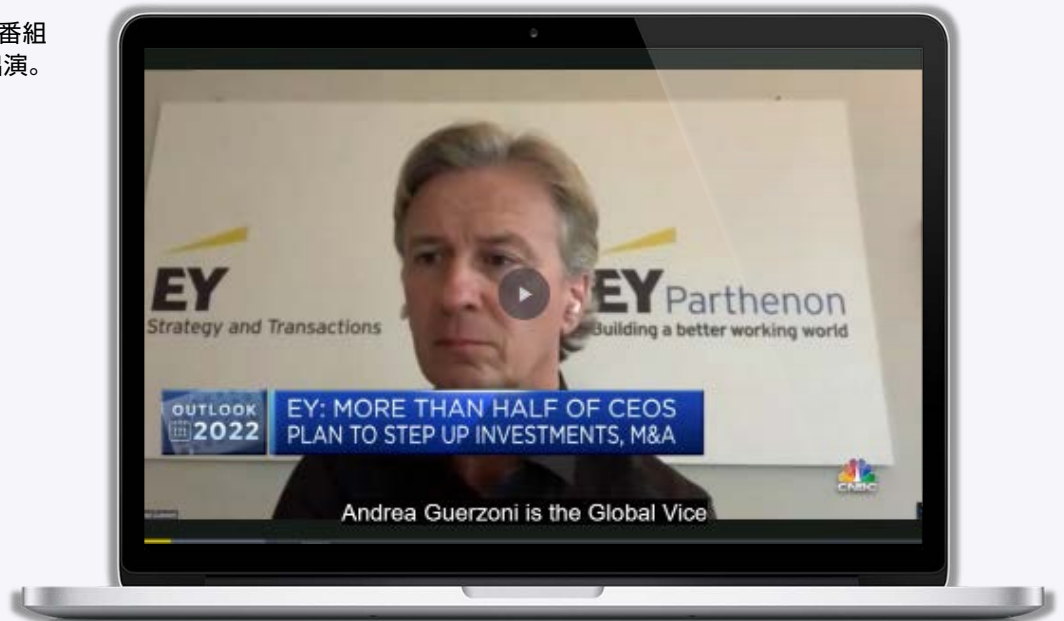 番組
出演。
EY
Strategy and Transactions
EY Parthenon
Building a better working world
OUTLOOK
2022
EY: MORE THAN HALF OF CEOS
PLAN TO STEP UP INVESTMENTS, M&A
CNBC
Andrea Guerzoni is the Global Vice